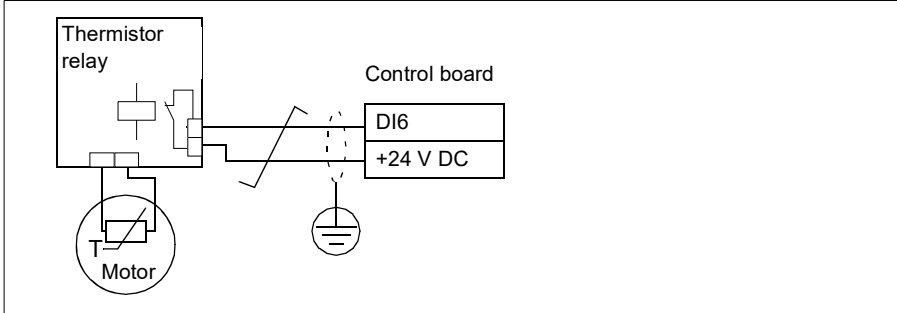 Thermistor
relay
Control board
DI6
+24 V DC
T
Motor